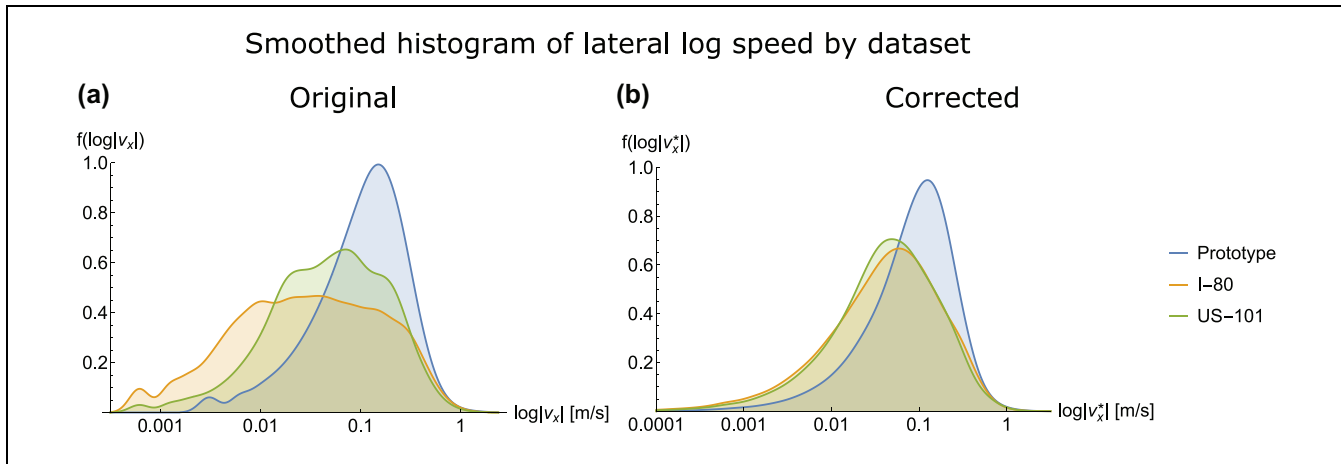 Smoothed histogram of lateral log speed by dataset
(a) Original
f(log|vₓ|)
1.0
0.8
0.6
0.4
0.2
0.001 0.01 0.1 1
log|vₓ| [m/s]
(b) Corrected
f(log|vₓ*|)
1.0
0.8
0.6
0.4
0.2
0.0001 0.001 0.01 0.1 1
log|vₓ*| [m/s]
Prototype
I-80
US-101